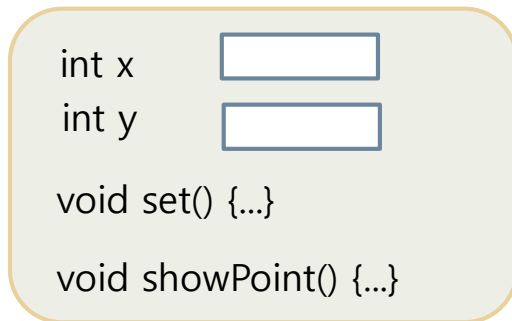 int x
int y
void set() {...}
void showPoint() {...}